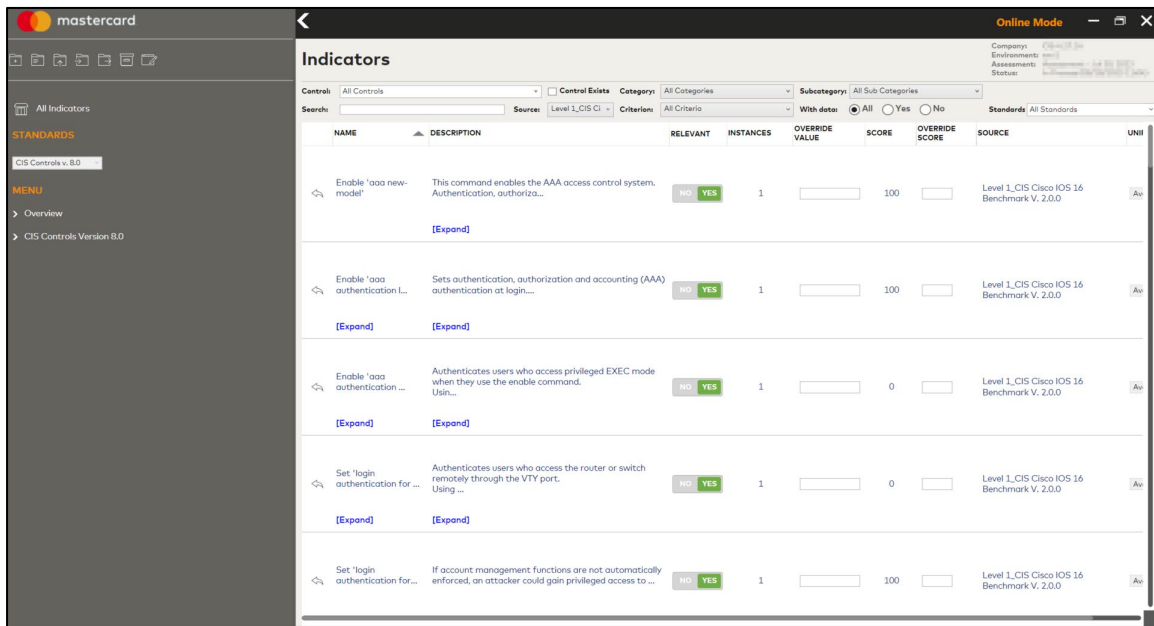 mastercard
Online Mode
Indicators
Company:
Environment:
Assessment:
Status:
Control: All Controls Control Exists Category: All Categories Subcategory: All Sub Categories
Search: Source: Level 1_CIS Ci Criterion: All Criteria With data: All Yes No Standards All Standards
All Indicators
STANDARDS
CIS Controls v. 8.0
MENU
Overview
CIS Controls Version 8.0
NAME DESCRIPTION RELEVANT INSTANCES OVERRIDE VALUE SCORE OVERRIDE SCORE SOURCE
Enable 'aaa new-
model'
This command enables the AAA access control system.
Authentication, authoriza...
[Expand]
NO YES 1 100
Level 1_CIS Cisco IOS 16
Benchmark V. 2.0.0
Av
Enable 'aaa
authentication l...
[Expand]
Sets authentication, authorization and accounting (AAA)
authentication at login....
[Expand]
NO YES 1 100
Level 1_CIS Cisco IOS 16
Benchmark V. 2.0.0
Av
Enable 'aaa
authentication ...
[Expand]
Authenticates users who access privileged EXEC mode
when they use the enable command.
Usin...
[Expand]
NO YES 1 0
Level 1_CIS Cisco IOS 16
Benchmark V. 2.0.0
Av
Set 'login
authentication for ...
[Expand]
Authenticates users who access the router or switch
remotely through the VTY port.
Using ...
[Expand]
NO YES 1 0
Level 1_CIS Cisco IOS 16
Benchmark V. 2.0.0
Av
Set 'login
authentication for...
If account management functions are not automatically
enforced, an attacker could gain privileged access to ...
NO YES 1 100
Level 1_CIS Cisco IOS 16
Benchmark V. 2.0.0
Av